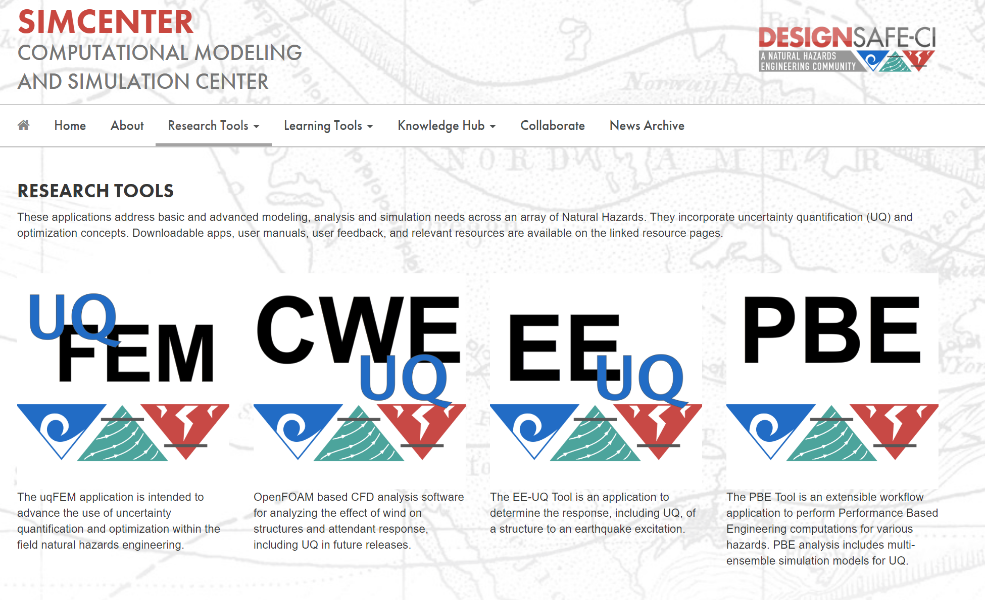 SIMCENTER
COMPUTATIONAL MODELING
AND SIMULATION CENTER
DESIGNSAFE-CI
A NATURAL HAZARDS
ENGINEERING COMMUNITY
Home About Research Tools Learning Tools Knowledge Hub Collaborate News Archive
RESEARCH TOOLS
These applications address basic and advanced modeling, analysis and simulation needs across an array of Natural Hazards. They incorporate uncertainty quantification (UQ) and
optimization concepts. Downloadable apps, user manuals, user feedback, and relevant resources are available on the linked resource pages.
UQ
FEM
CWE
UQ
EE
UQ
PBE
The uqFEM application is intended to
advance the use of uncertainty
quantification and optimization within the
field natural hazards engineering.
OpenFOAM based CFD analysis software
for analyzing the effect of wind on
structures and attendant response,
including UQ in future releases.
The EE-UQ Tool is an application to
determine the response, including UQ, of
a structure to an earthquake excitation.
The PBE Tool is an extensible workflow
application to perform Performance Based
Engineering computations for various
hazards. PBE analysis includes multi-
ensemble simulation models for UQ.